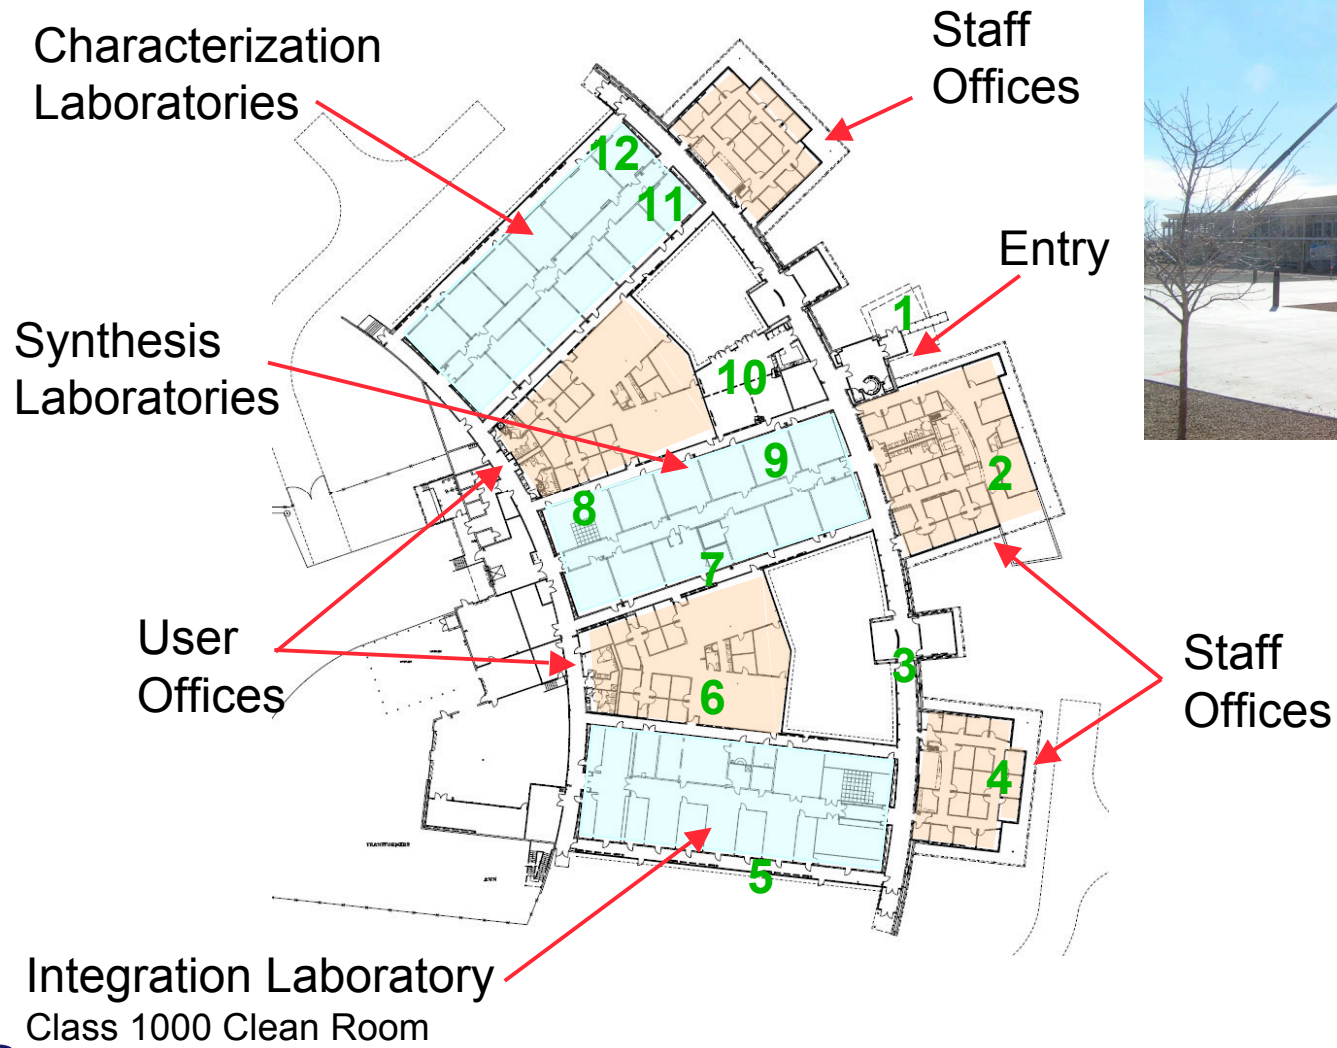 Characterization
Laboratories
Staff
Offices
12
11
Entry
1
Synthesis
Laboratories
10
2
9
8
7
User
Offices
3
Staff
Offices
6
4
TRANSFORMERS
5
Integration Laboratory
Class 1000 Clean Room